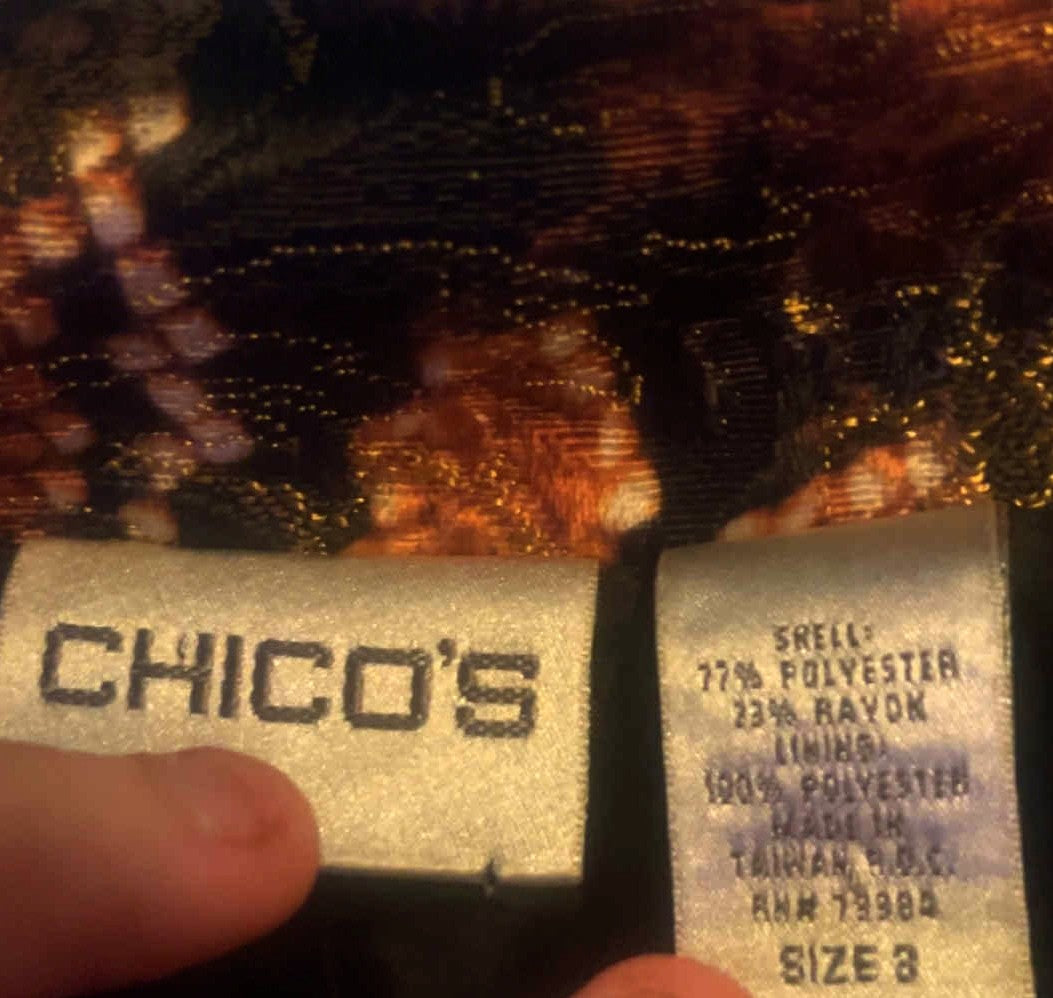 CHICO'S
SHELL:
77% POLYESTER
23% RAYON
LINING:
100% POLYESTER
MADE IN
TAIWAN, R.O.C.
RN# 79984
SIZE 3